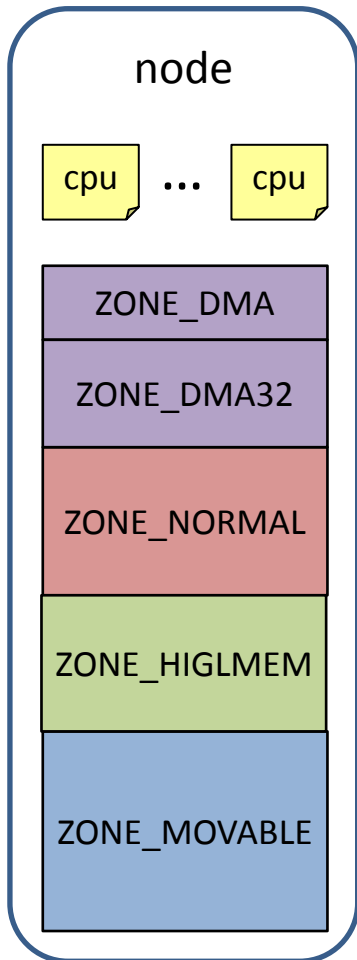 node
cpu ... cpu
ZONE_DMA
ZONE_DMA32
ZONE_NORMAL
ZONE_HIGLMEM
ZONE_MOVABLE